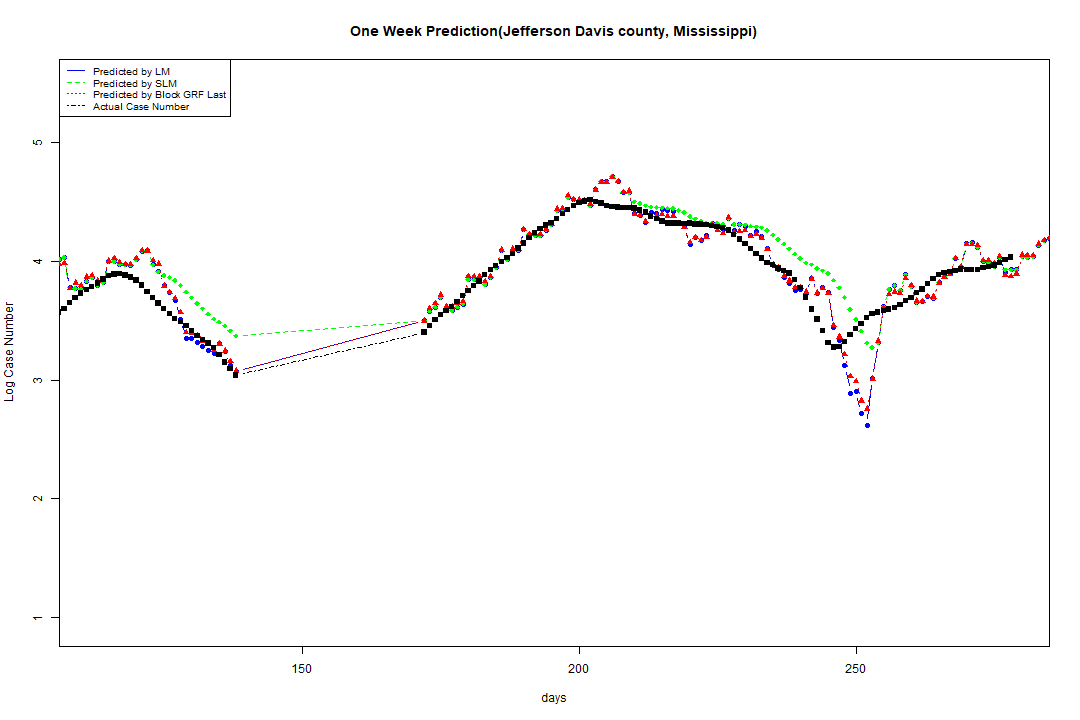 One Week Prediction(Jefferson Davis county, Mississippi)
Predicted by LM
Predicted by SLM
Predicted by Block GRF Last
Actual Case Number
5
4
3
2
1
Log Case Number
150
200
250
days